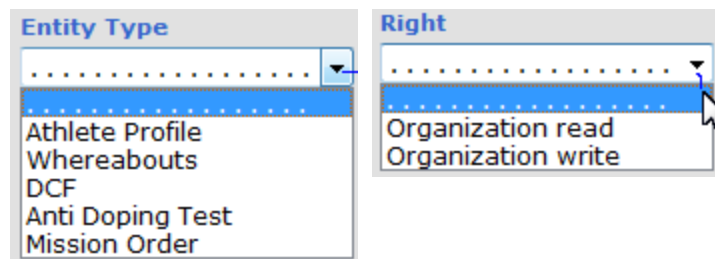 Entity Type
. . . . . . . . . . . . . . . . . .
. . . . . . . . . . . . . . . . . .
Athlete Profile
Whereabouts
DCF
Anti Doping Test
Mission Order
Right
. . . . . . . . . . . . . . . . . .
. . . . . . . . . . . . . . . . . .
Organization read
Organization write